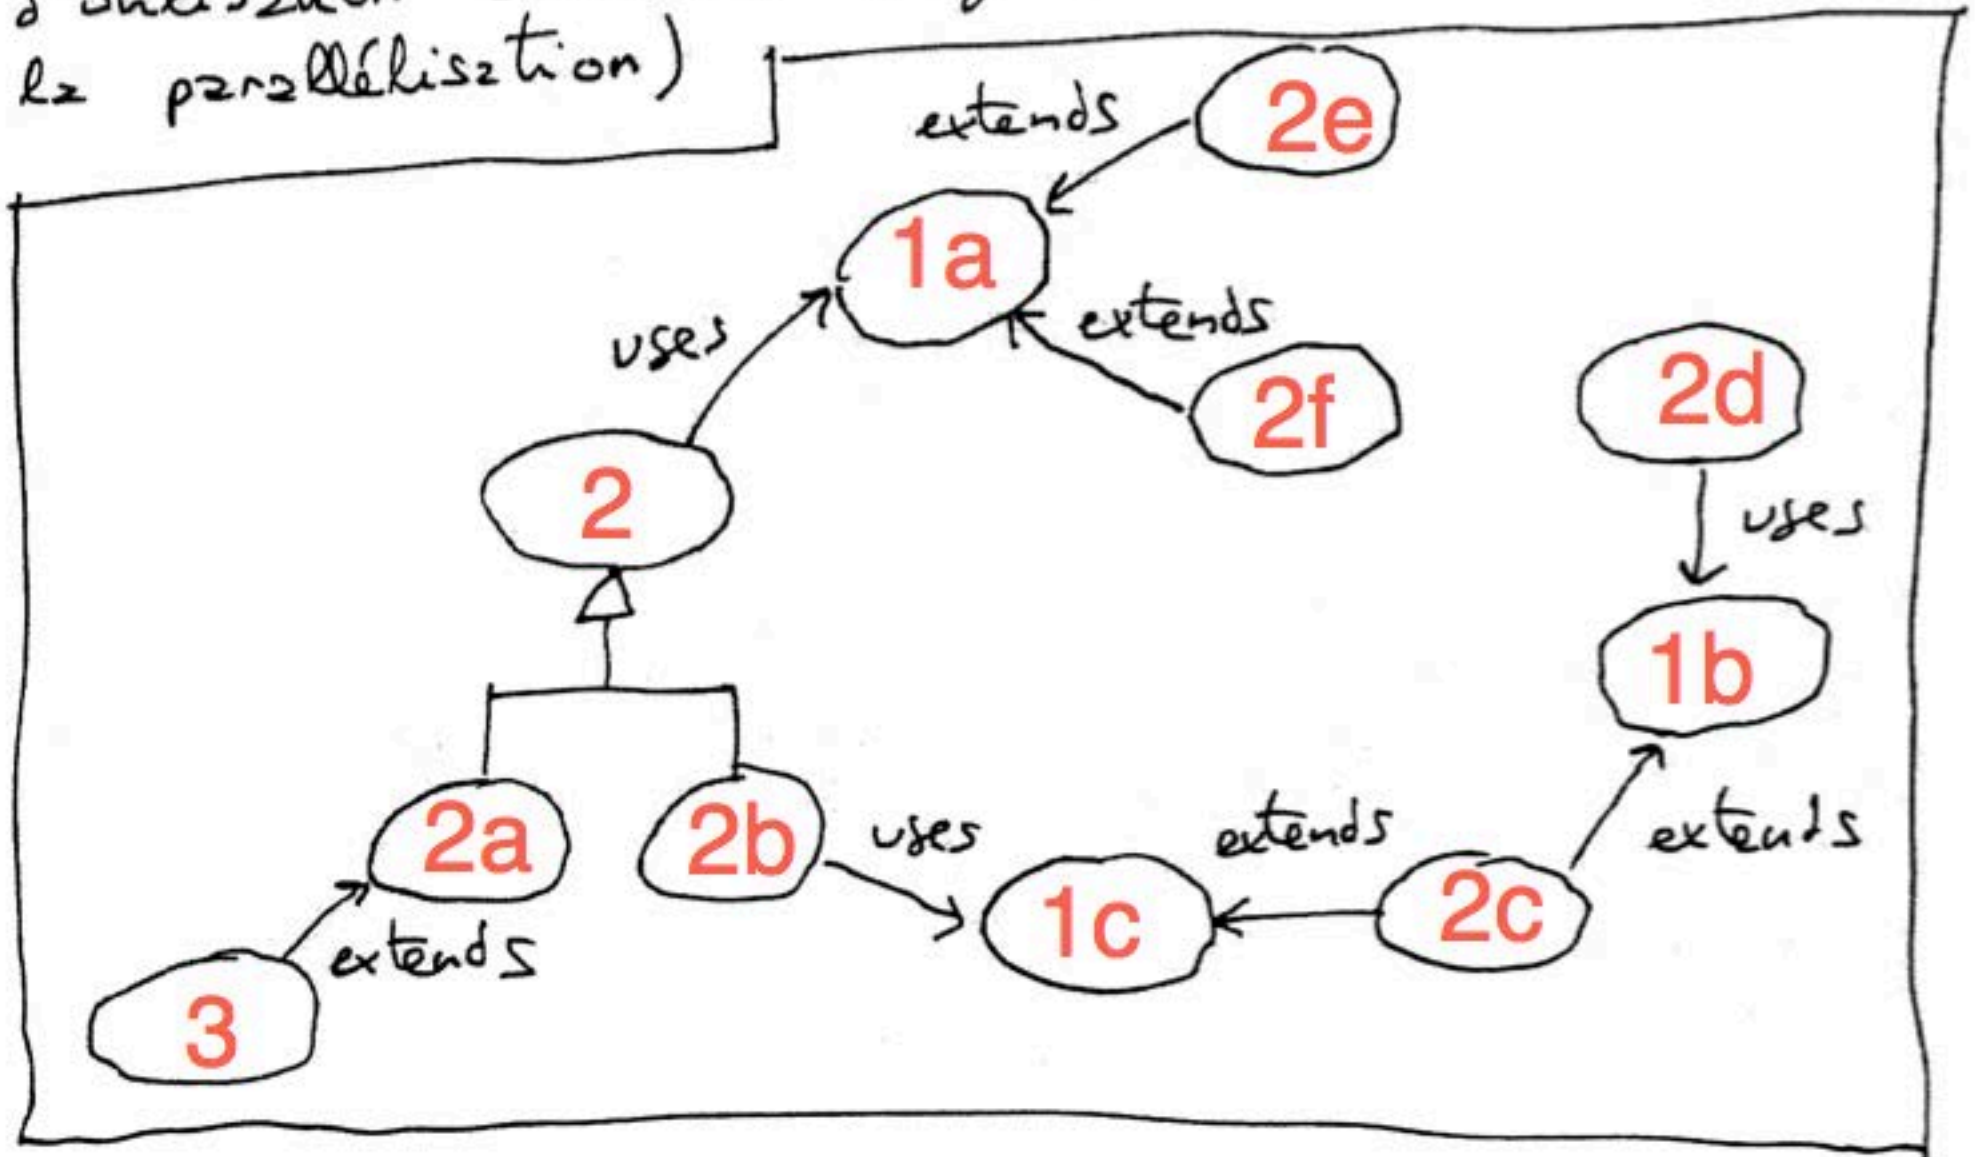 la parallélisation)
extends
2e
1a
extends
uses
2f
2d
2
uses
1b
2a
2b
uses
extends
extends
1c
2c
extends
3